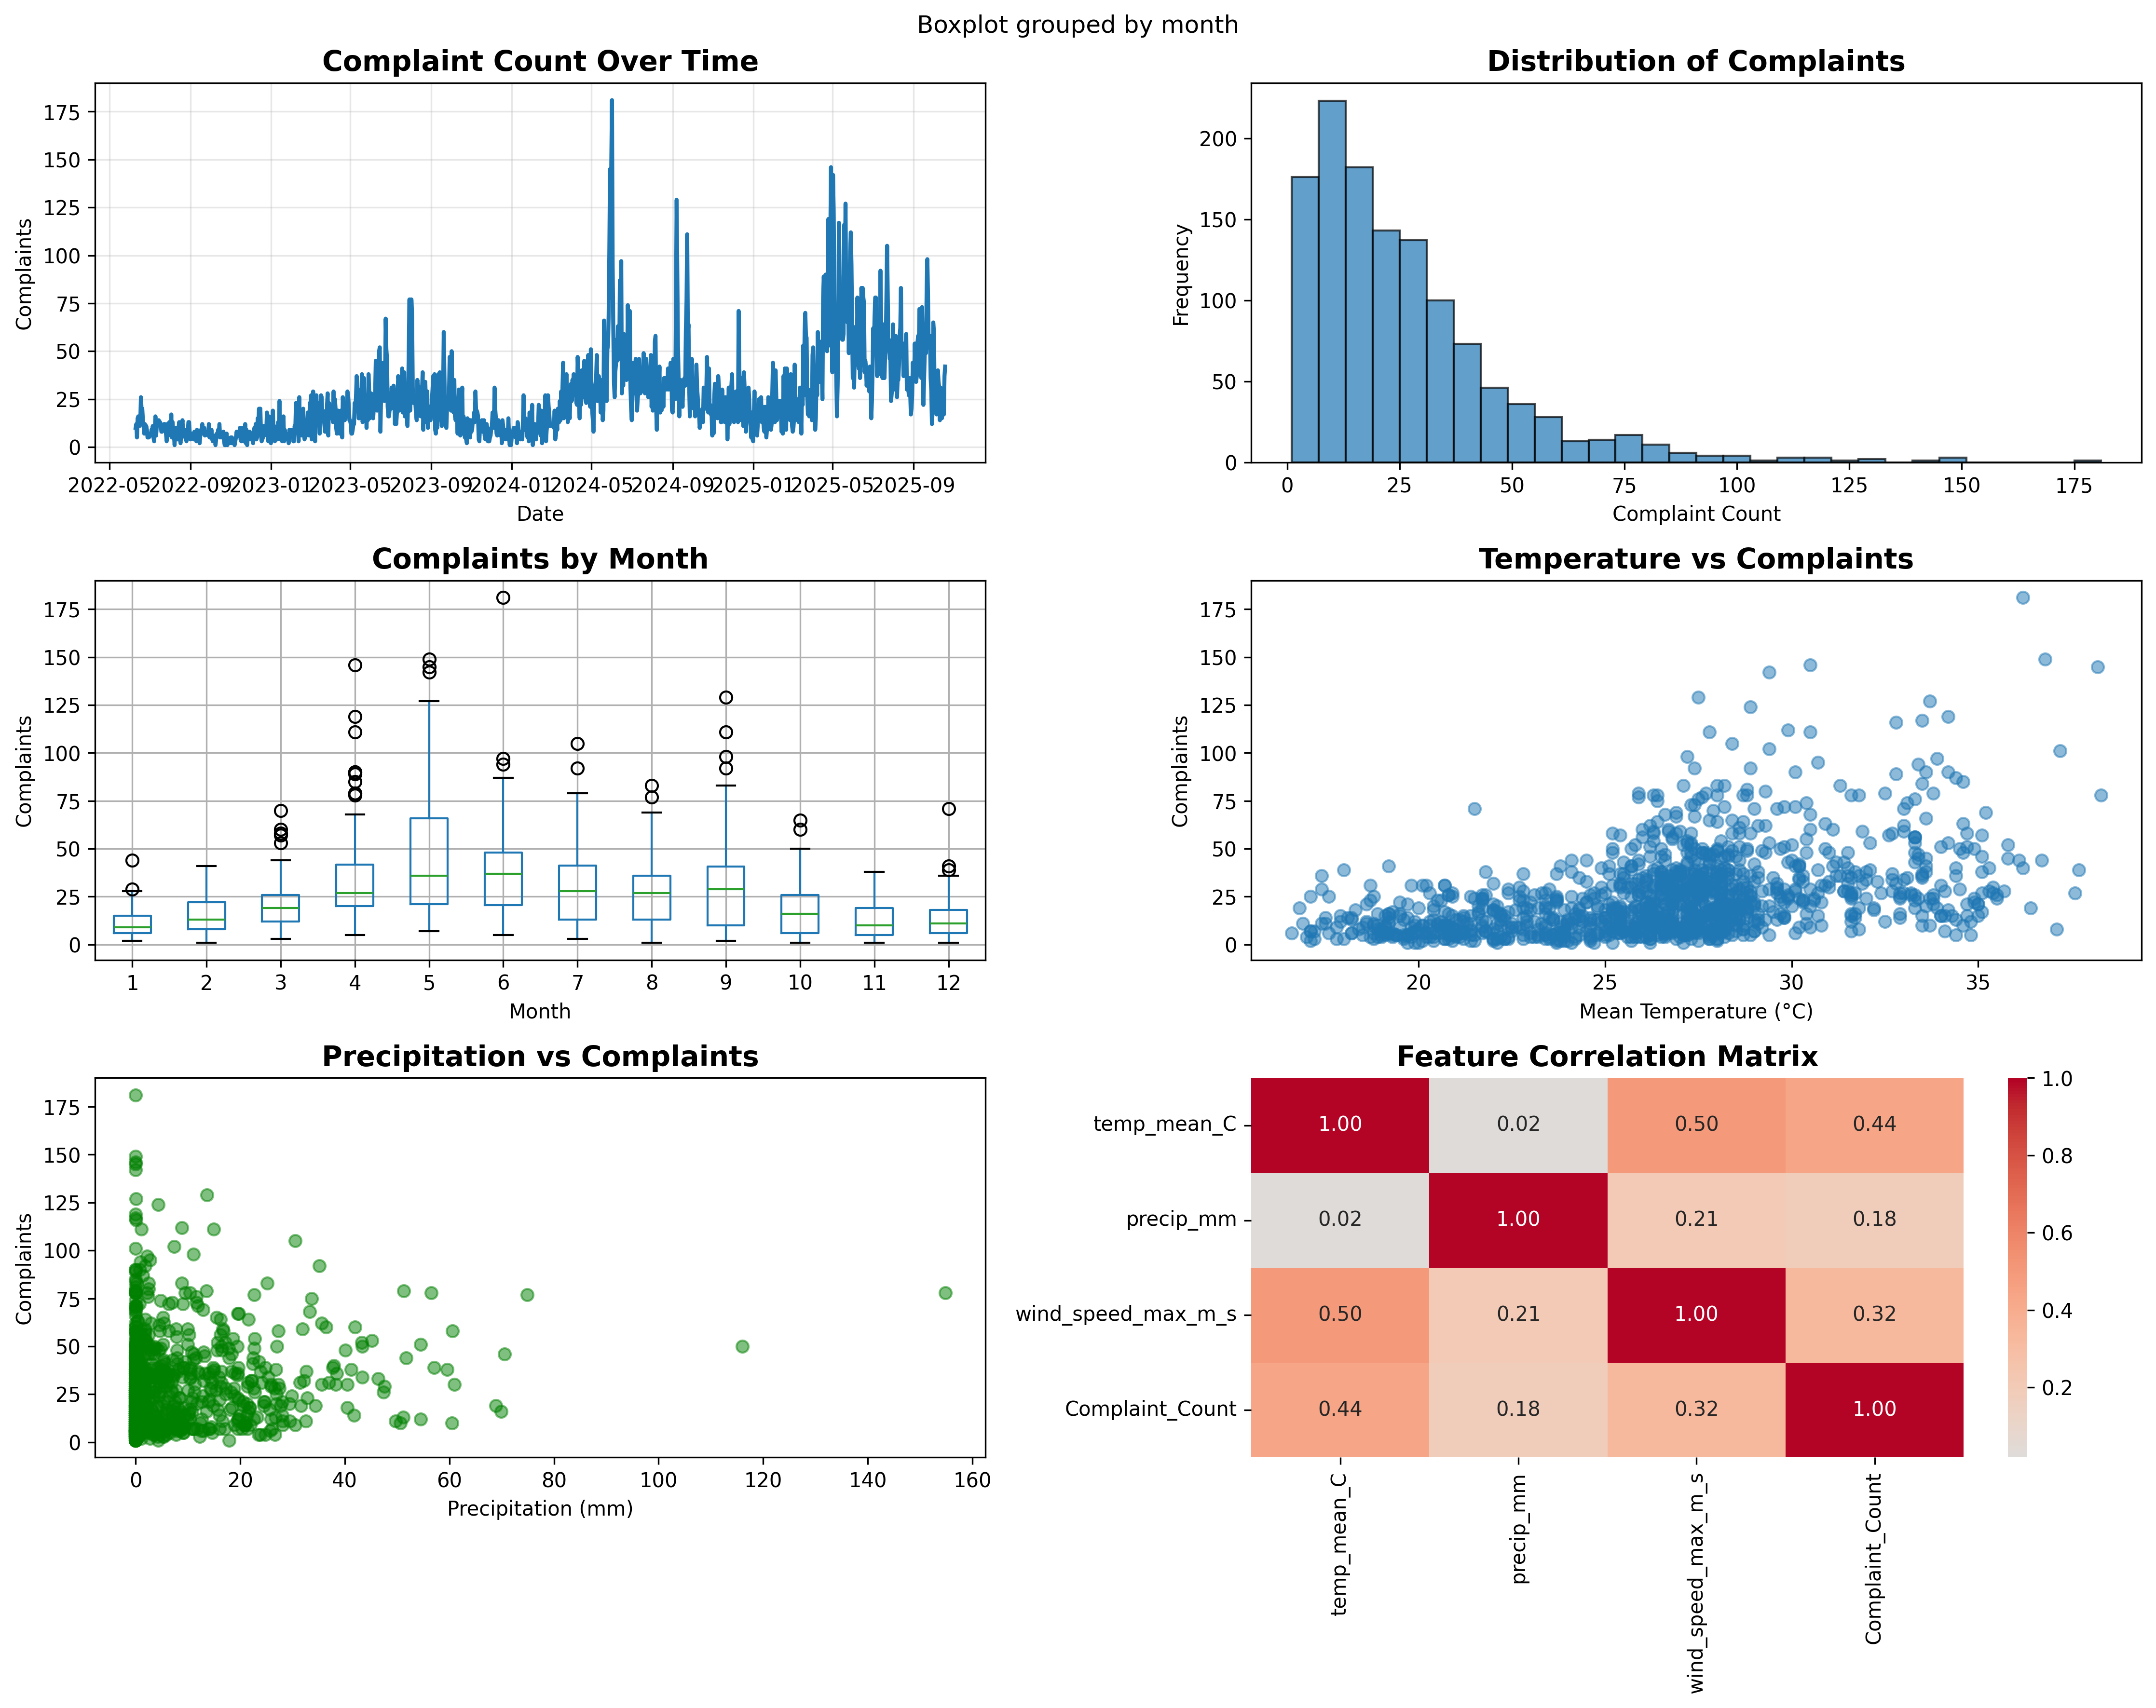 Boxplot grouped by month
Complaint Count Over Time
Complaints
175
150
125
100
75
50
25
0
2022-05 2022-09 2023-01 2023-05 2023-09 2024-01 2024-05 2024-09 2025-01 2025-05 2025-09
Date
Distribution of Complaints
Frequency
200
150
100
50
0
0 25 50 75 100 125 150 175
Complaint Count
Complaints by Month
Complaints
175
150
125
100
75
50
25
0
1 2 3 4 5 6 7 8 9 10 11 12
Month
Temperature vs Complaints
Complaints
175
150
125
100
75
50
25
0
20 25 30 35
Mean Temperature (°C)
Precipitation vs Complaints
Complaints
175
150
125
100
75
50
25
0
0 20 40 60 80 100 120 140 160
Precipitation (mm)
Feature Correlation Matrix
temp_mean_C 1.00 0.02 0.50 0.44
precip_mm 0.02 1.00 0.21 0.18
wind_speed_max_m_s 0.50 0.21 1.00 0.32
Complaint_Count 0.44 0.18 0.32 1.00
temp_mean_C
precip_mm
wind_speed_max_m_s
Complaint_Count
1.0
0.8
0.6
0.4
0.2